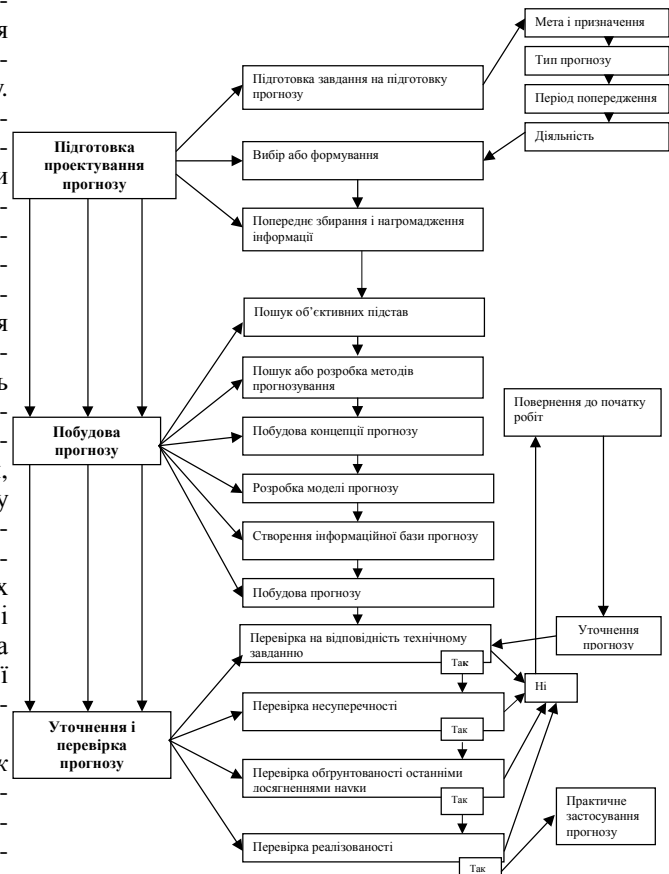 я
у.
и
я
ь
,
у
х
і
а
ї
к
Мета і призначення
Тип прогнозу
Період попередження
Діяльність
Підготовка завдання на підготовку
прогнозу
Підготовка
проектування
прогнозу
Вибір або формування
Попереднє збирання і нагромадження
інформації
Пошук об’єктивних підстав
Пошук або розробка методів
прогнозування
Повернення до початку
робіт
Побудова
прогнозу
Побудова концепції прогнозу
Розробка моделі прогнозу
Створення інформаційної бази прогнозу
Побудова прогнозу
Перевірка на відповідність технічному
завданню
Так
Уточнення
прогнозу
Ні
Перевірка несуперечності
Так
Уточнення і
перевірка
прогнозу
Перевірка обґрунтованості останніми
досягненнями науки
Так
Практичне
застосування
прогнозу
Перевірка реалізованості
Так